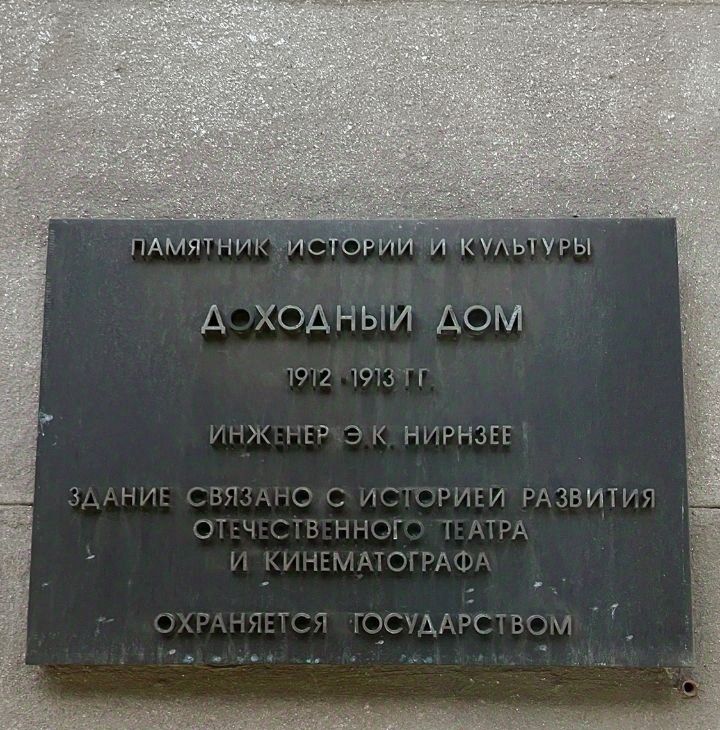 ПАМЯТНИК ИСТОРИИ И КУЛЬТУРЫ
ДОХОДНЫЙ ДОМ
1912-1913 ГГ.
ИНЖЕНЕР Э.К. НИРНЗЕЕ
ЗДАНИЕ СВЯЗАНО С ИСТОРИЕЙ РАЗВИТИЯ
ОТЕЧЕСТВЕННОГО ТЕАТРА
И КИНЕМАТОГРАФА
ОХРАНЯЕТСЯ ГОСУДАРСТВОМ